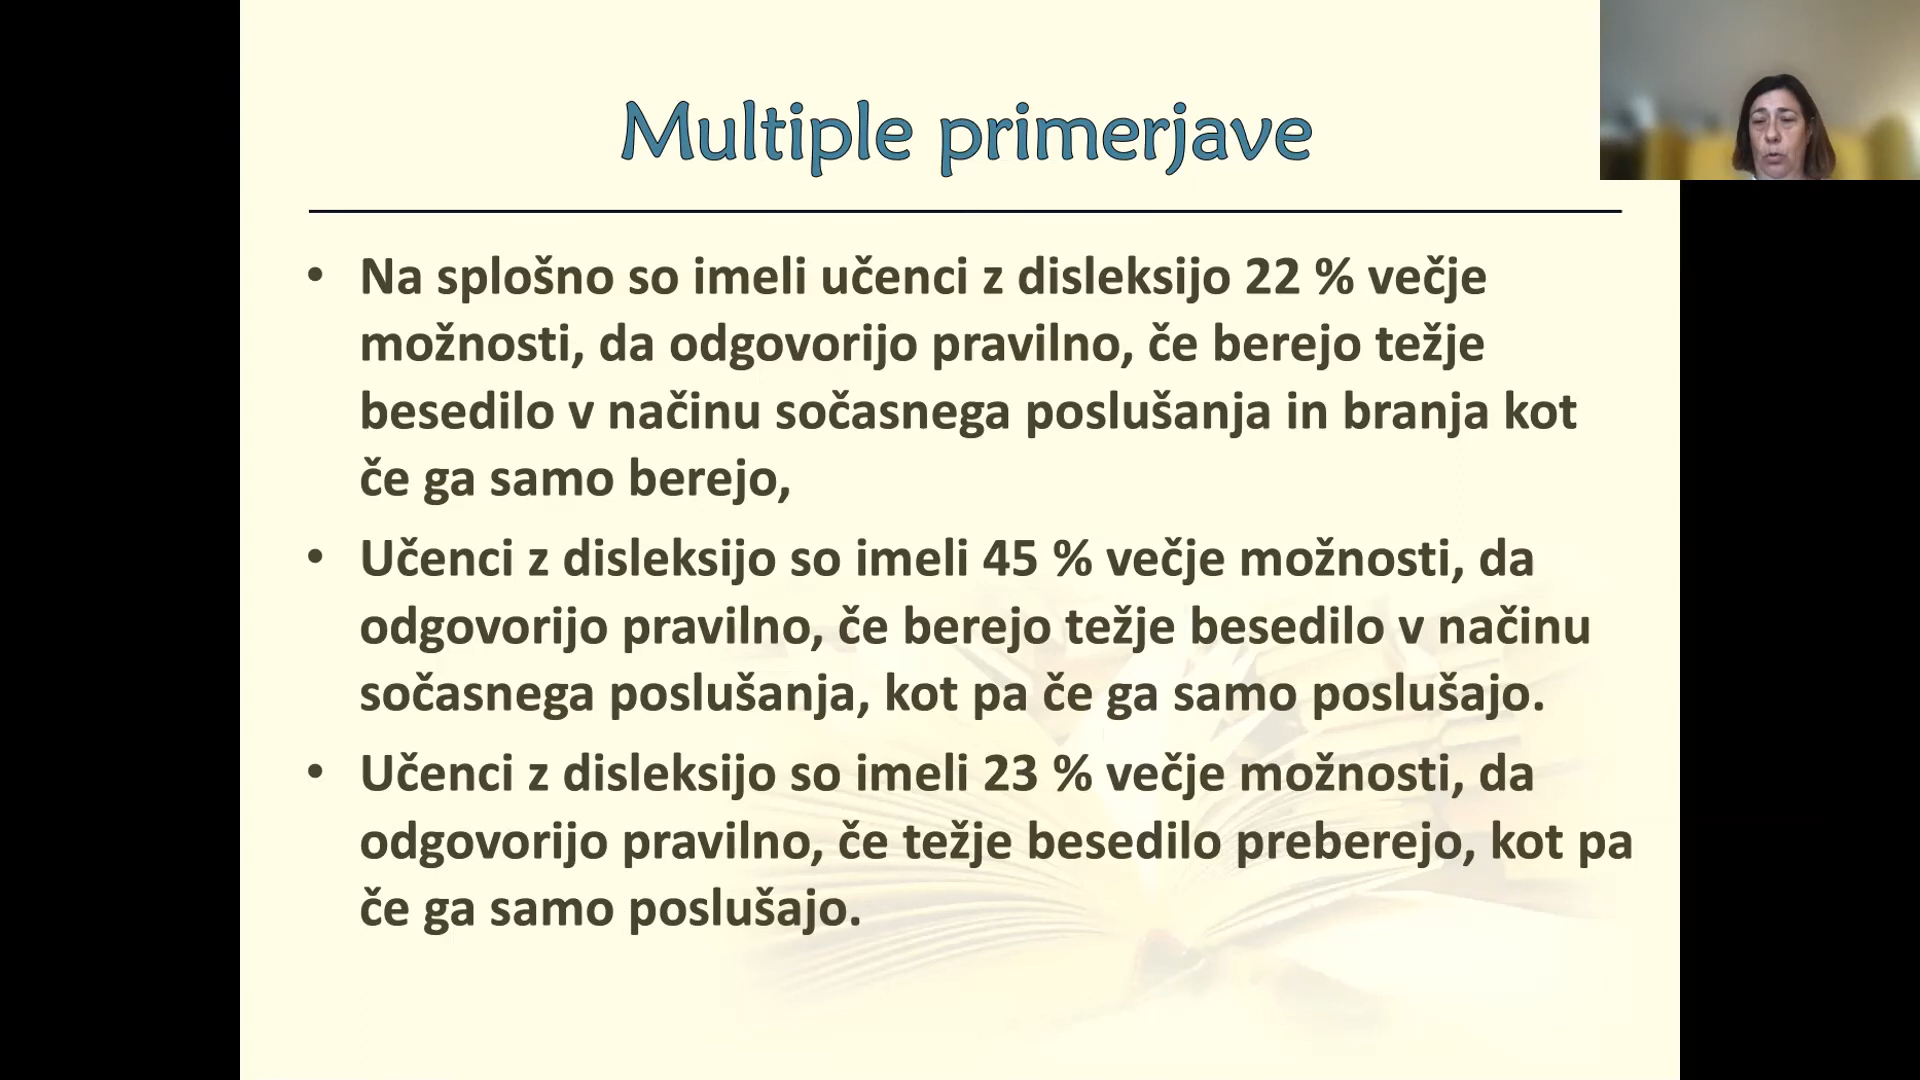 Multiple primerjave
• Na splošno so imeli učenci z disleksijo 22 % večje
možnosti, da odgovorijo pravilno, če berejo težje
besedilo v načinu sočasnega poslušanja in branja kot
če ga samo berejo,
• Učenci z disleksijo so imeli 45 % večje možnosti, da
odgovorijo pravilno, če berejo težje besedilo v načinu
sočasnega poslušanja, kot pa če ga samo poslušajo.
• Učenci z disleksijo so imeli 23 % večje možnosti, da
odgovorijo pravilno, če težje besedilo preberejo, kot pa
če ga samo poslušajo.